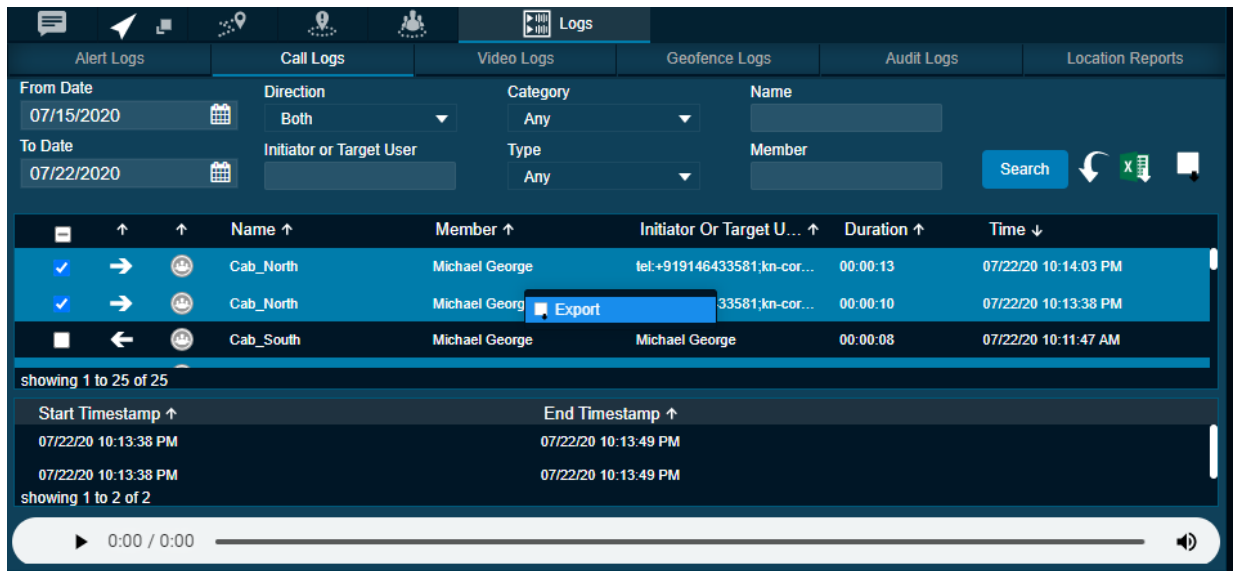 Logs
Alert Logs Call Logs Video Logs Geofence Logs Audit Logs Location Reports
From Date Direction Category Name
07/15/2020 Both Any
To Date Initiator or Target User Type Member
07/22/2020 Any Search
Name Member Initiator Or Target U... Duration Time
Cab_North Michael George tel:+919146433581;kn-cor... 00:00:13 07/22/20 10:14:03 PM
Cab_North Michael Georg Export 33581;kn-cor... 00:00:10 07/22/20 10:13:38 PM
Cab_South Michael George Michael George 00:00:08 07/22/20 10:11:47 AM
showing 1 to 25 of 25
Start Timestamp End Timestamp
07/22/20 10:13:38 PM 07/22/20 10:13:49 PM
07/22/20 10:13:38 PM 07/22/20 10:13:49 PM
showing 1 to 2 of 2
0:00 / 0:00